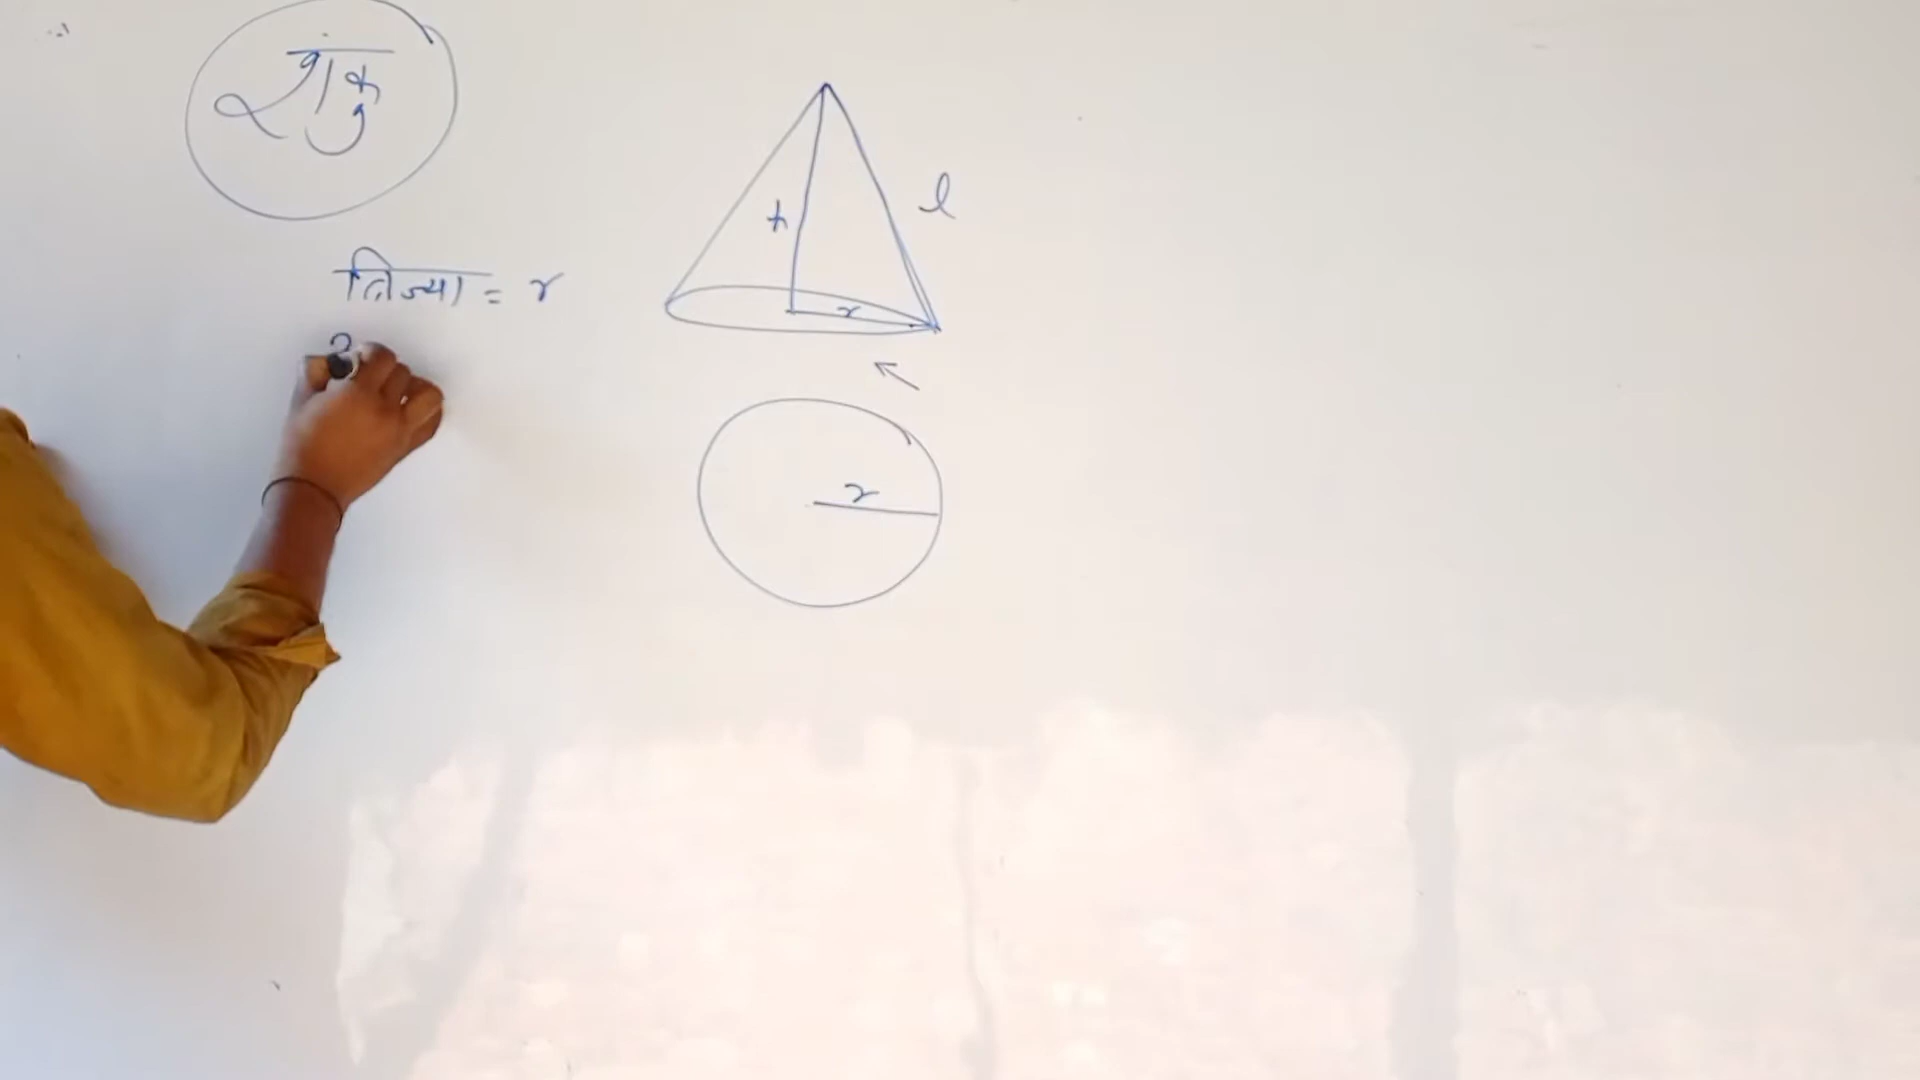 शंकु
त्रिज्या = r
h
l
r
r